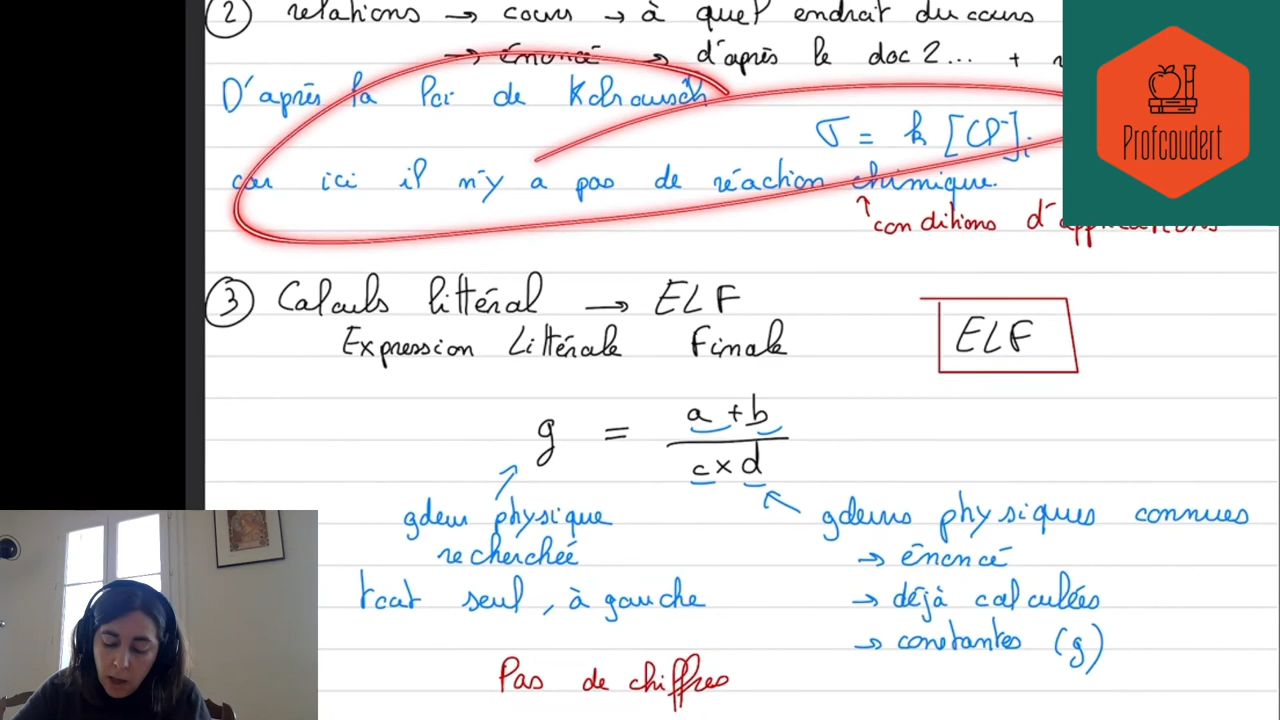 ② relations → cours → à quel endroit du cours
→ énoncé → d'après le doc 2... +
D'après la loi de Kolrausch
σ = k [Cl⁻]i
car ici il n'y a pas de réaction chimique.
↑ conditions d'applications
Profcoudert
③ Calculs littéral → ELF
Expression Littérale Finale
ELF
g = (a + b) / (c × d)
gdeur physique
recherchée
tout seul, à gauche
gdeurs physiques connues
→ énoncé
→ déjà calculées
→ constantes (g)
Pas de chiffres